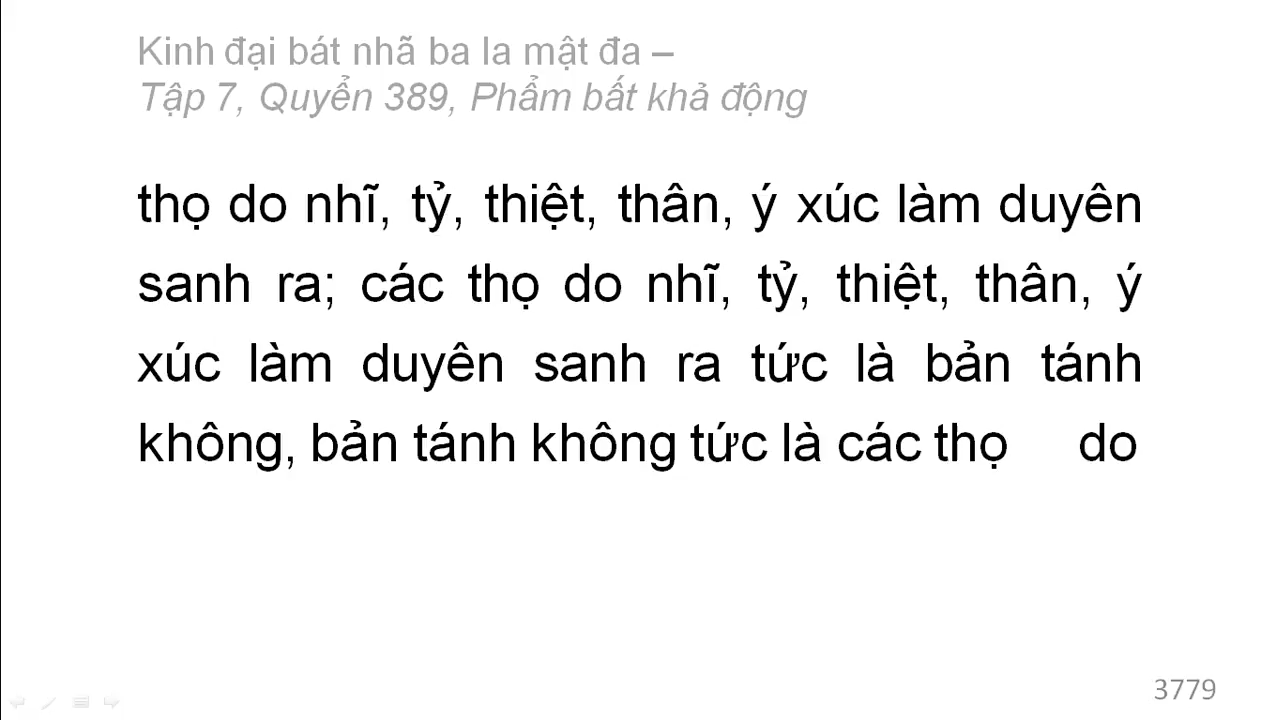 Kinh đại bát nhã ba la mật đa –
Tập 7, Quyển 389, Phẩm bất khả động
thọ do nhĩ, tỷ, thiệt, thân, ý xúc làm duyên
sanh ra; các thọ do nhĩ, tỷ, thiệt, thân, ý
xúc làm duyên sanh ra tức là bản tánh
không, bản tánh không tức là các thọ do
3779